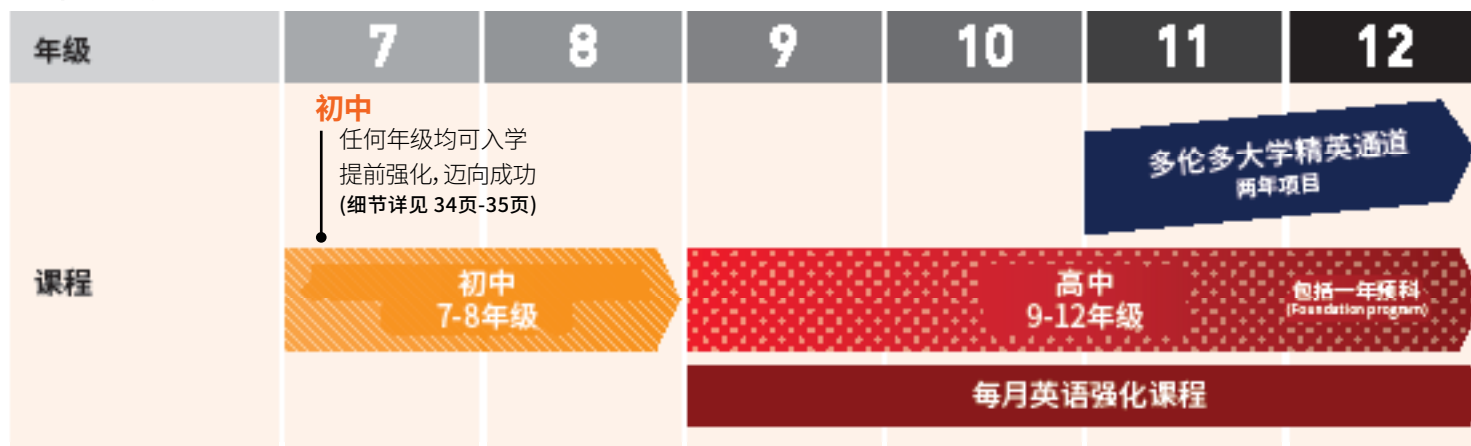 年级 7 8 9 10 11 12
初中
任何年级均可入学
提前强化, 迈向成功
(细节详见 34页-35页)
多伦多大学精英通道
两年项目
课程
初中
7-8年级
高中
9-12年级
包括一年预科
(Foundation program)
每月英语强化课程